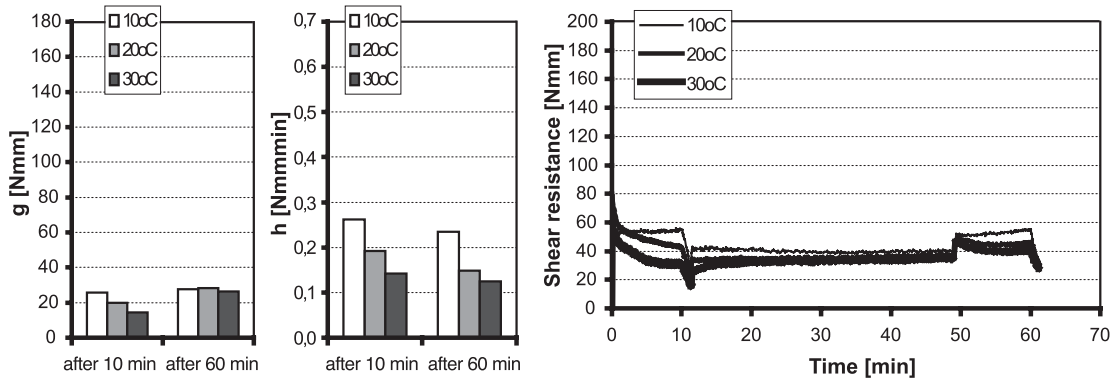 g [Nmm]
180
160
140
120
100
80
60
40
20
0
10oC
20oC
30oC
after 10 min
after 60 min
h [Nmmmin]
0,7
0,6
0,5
0,4
0,3
0,2
0,1
0,0
10oC
20oC
30oC
after 10 min
after 60 min
Shear resistance [Nmm]
200
180
160
140
120
100
80
60
40
20
0
10oC
20oC
30oC
0
10
20
30
40
50
60
70
Time [min]